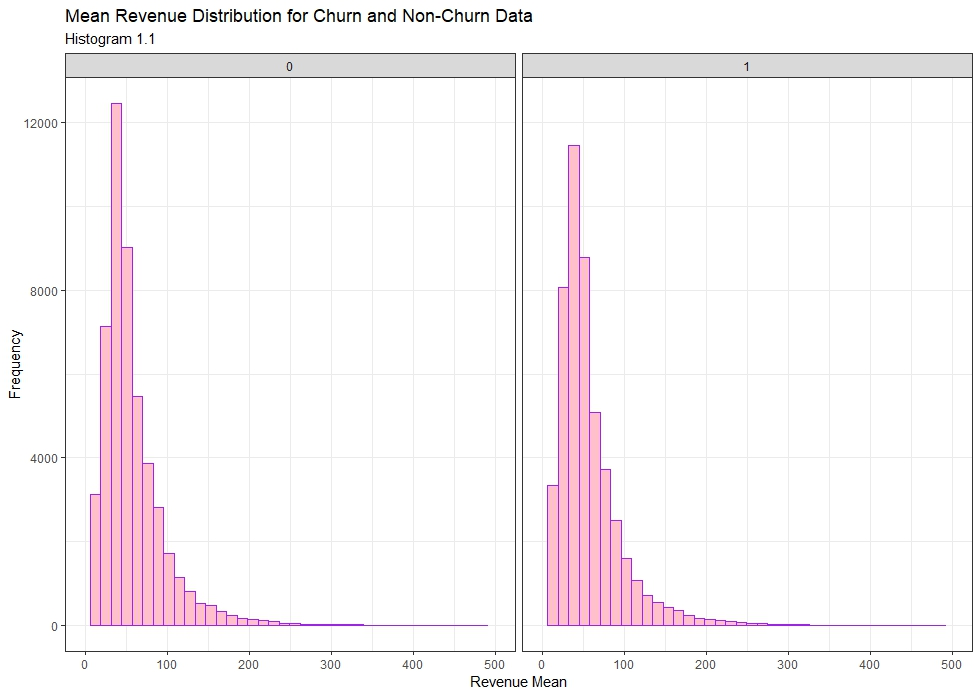 Mean Revenue Distribution for Churn and Non-Churn Data
Histogram 1.1
0 1
12000
8000
4000
0
Frequency
0 100 200 300 400 500 0 100 200 300 400 500
Revenue Mean